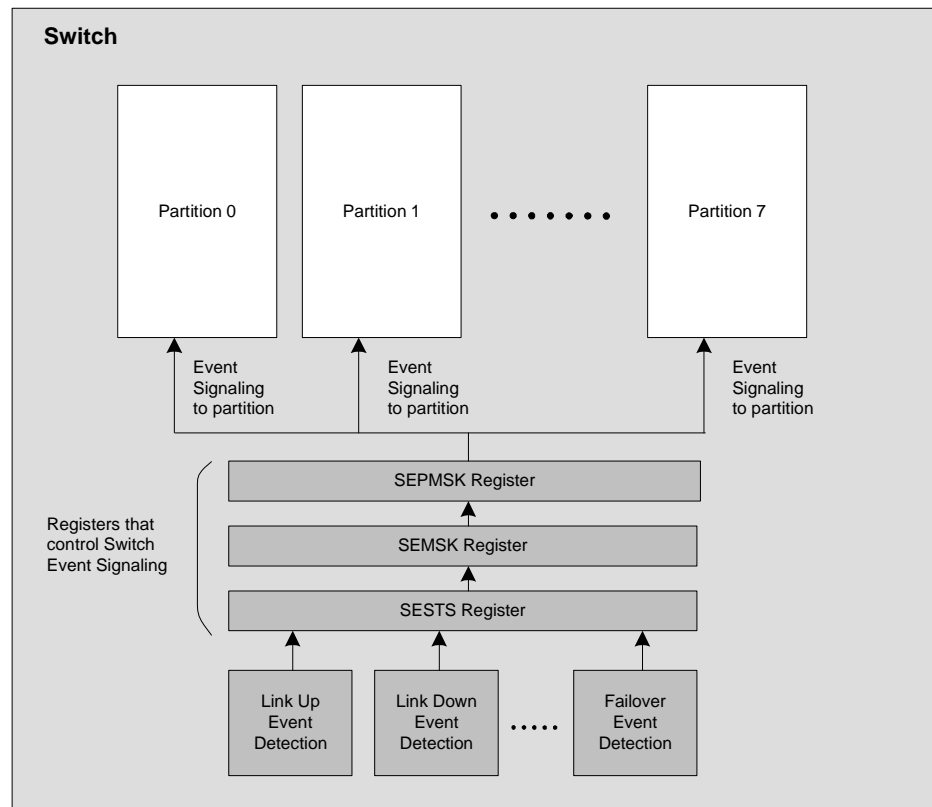 Switch
Partition 0
Partition 1
Partition 7
Event
Signaling
to partition
Event
Signaling
to partition
Event
Signaling
to partition
Registers that
control Switch
Event Signaling
SEPMSK Register
SEMSK Register
SESTS Register
Link Up
Event
Detection
Link Down
Event
Detection
Failover
Event
Detection